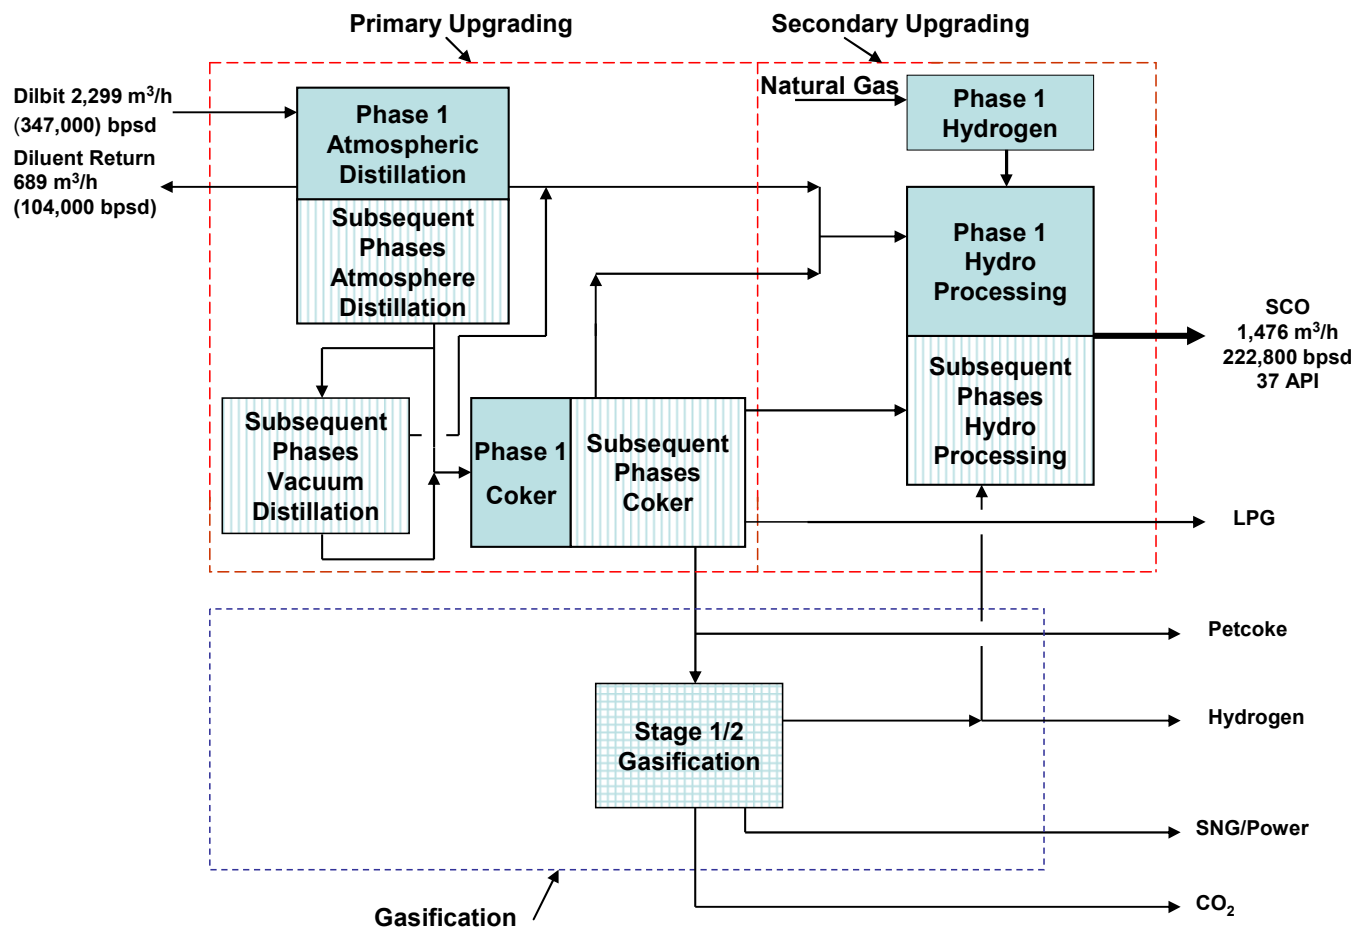 Primary Upgrading
Secondary Upgrading
Dilbit 2,299 m³/h
(347,000) bpsd
Diluent Return
689 m³/h
(104,000 bpsd)
Phase 1
Atmospheric
Distillation
Subsequent
Phases
Atmosphere
Distillation
Natural Gas
Phase 1
Hydrogen
Phase 1
Hydro
Processing
Subsequent
Phases
Hydro
Processing
SCO
1,476 m³/h
222,800 bpsd
37 API
Subsequent
Phases
Vacuum
Distillation
Phase 1
Coker
Subsequent
Phases
Coker
LPG
Petcoke
Stage 1/2
Gasification
Hydrogen
SNG/Power
CO₂
Gasification